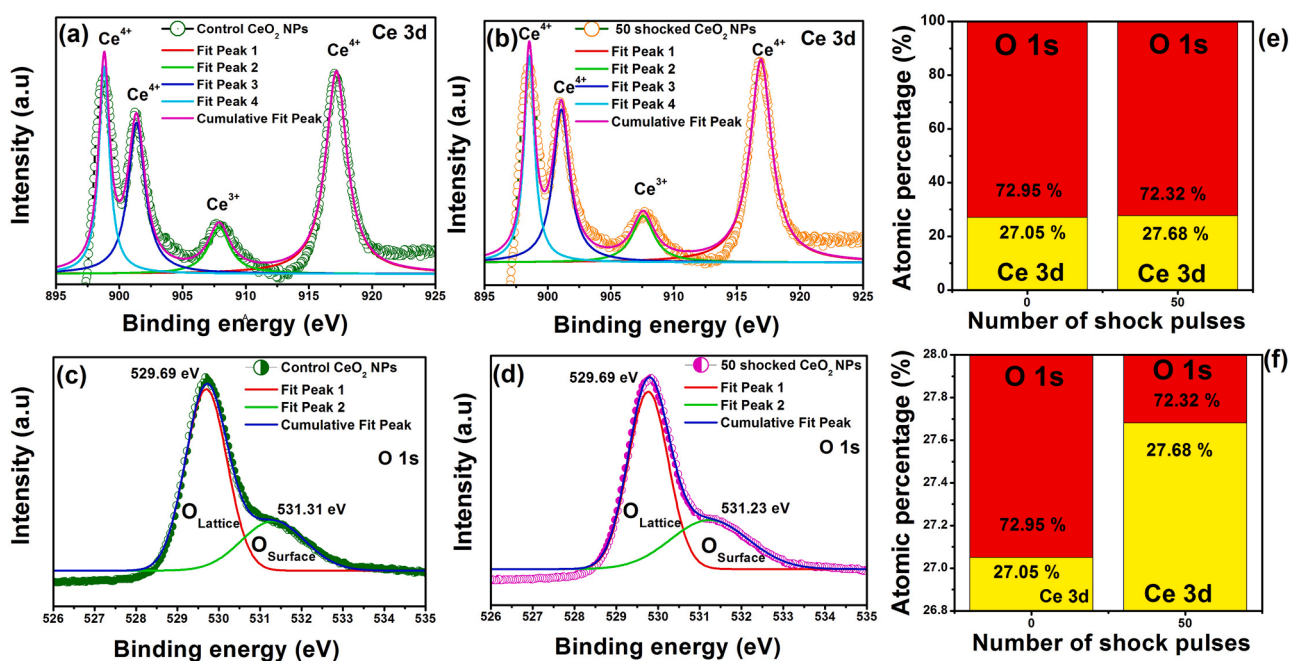 (a)
Ce⁴⁺
Control CeO₂ NPs
Ce 3d
Fit Peak 1
Fit Peak 2
Fit Peak 3
Fit Peak 4
Cumulative Fit Peak
Ce⁴⁺
Ce⁴⁺
Ce³⁺
Intensity (a.u)
895 900 905 910 915 920 925
Binding energy (eV)
A
(b)
Ce⁴⁺
50 shocked CeO₂ NPs
Ce 3d
Fit Peak 1
Fit Peak 2
Fit Peak 3
Fit Peak 4
Cumulative Fit Peak
Ce⁴⁺
Ce⁴⁺
Ce³⁺
Intensity (a.u)
895 900 905 910 915 920 925
Binding energy (eV)
(e)
Atomic percentage (%)
100
80
60
40
20
0
O 1s O 1s
72.95 % 72.32 %
27.05 % 27.68 %
Ce 3d Ce 3d
0 50
Number of shock pulses
(c)
529.69 eV
Control CeO₂ NPs
Fit Peak 1
Fit Peak 2
Cumulative Fit Peak
O 1s
531.31 eV
O Lattice
O Surface
Intensity (a.u)
526 527 528 529 530 531 532 533 534 535
Binding energy (eV)
(d)
529.69 eV
50 shocked CeO₂ NPs
Fit Peak 1
Fit Peak 2
Cumulative Fit Peak
O 1s
531.23 eV
O Lattice
O Surface
Intensity (a.u)
526 527 528 529 530 531 532 533 534 535
Binding energy (eV)
(f)
Atomic percentage (%)
28.0
27.8
27.6
27.4
27.2
27.0
26.8
O 1s O 1s
72.32 %
27.68 %
72.95 %
27.05 %
Ce 3d Ce 3d
0 50
Number of shock pulses